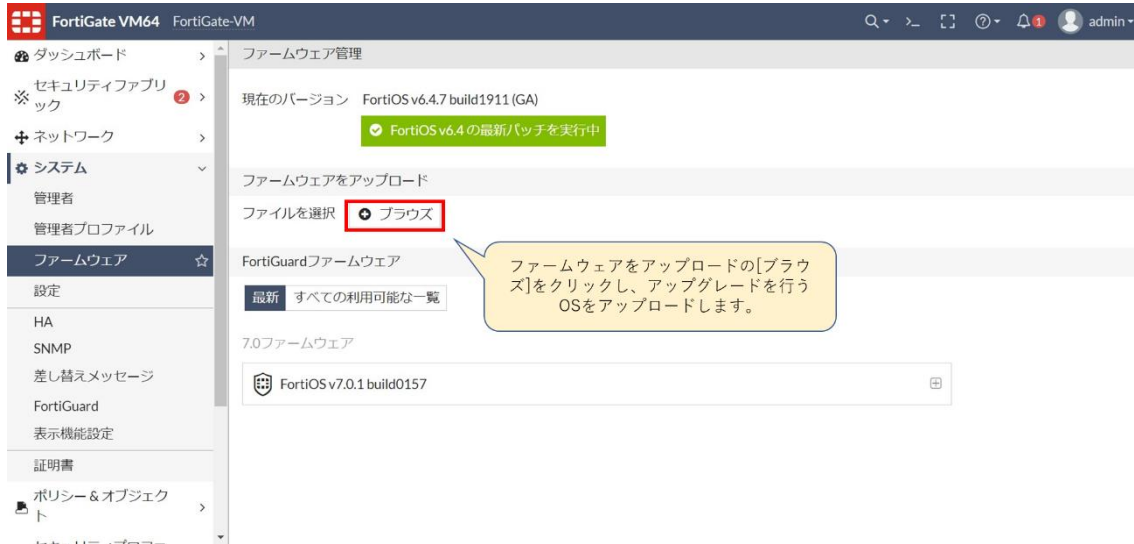 FortiGate VM64 FortiGate-VM
1 admin
ダッシュボード
セキュリティファブリ
ック
2
ネットワーク
システム
管理者
管理者プロファイル
ファームウェア
設定
HA
SNMP
差し替えメッセージ
FortiGuard
表示機能設定
証明書
ポリシー & オブジェク
ト
ファームウェア管理
現在のバージョン FortiOS v6.4.7 build1911 (GA)
FortiOS v6.4 の最新パッチを実行中
ファームウェアをアップロード
ファイルを選択 ブラウズ
ファームウェアをアップロードの[ブラウ
ズ]をクリックし、アップグレードを行う
OSをアップロードします。
FortiGuardファームウェア
最新 すべての利用可能な一覧
7.0ファームウェア
FortiOS v7.0.1 build0157